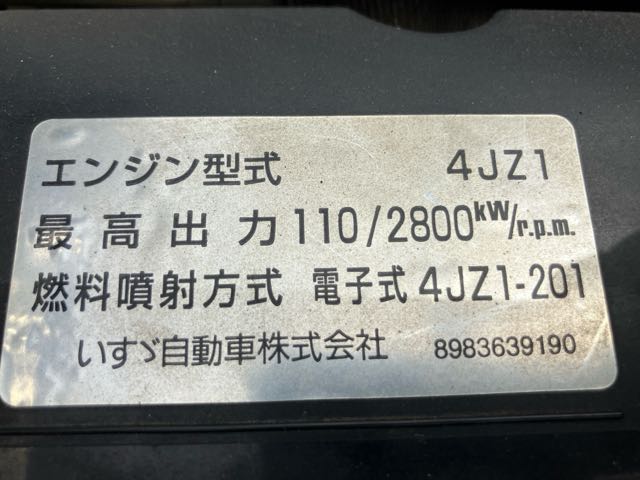 エンジン型式 4JZ1
最高出力 110/2800kW/r.p.m.
燃料噴射方式 電子式 4JZ1-201
いすゞ自動車株式会社 8983639190